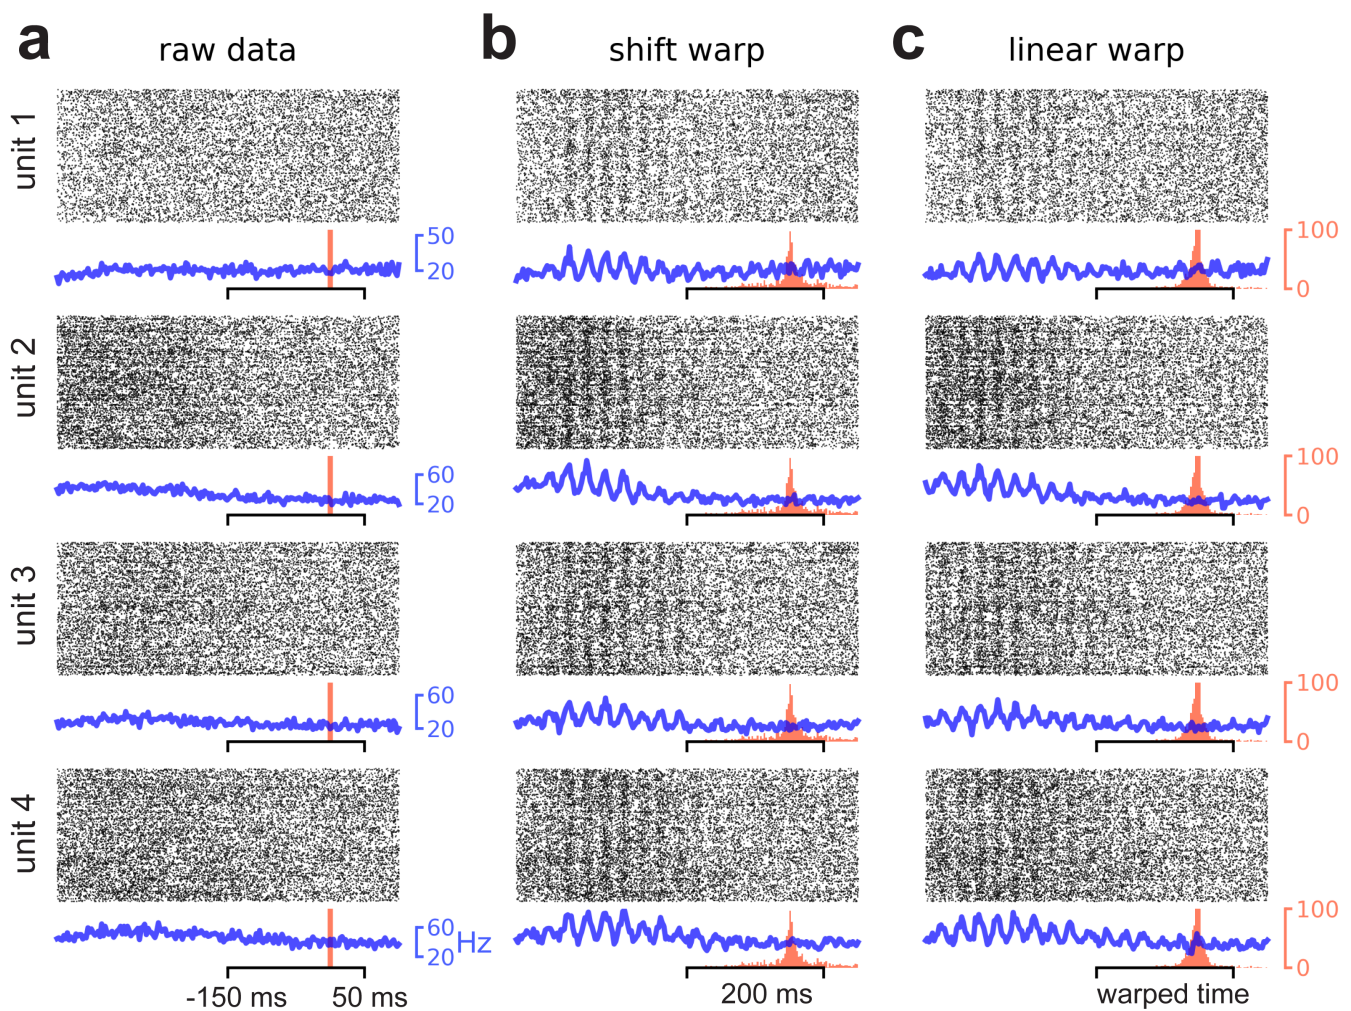 a raw data
b shift warp
c linear warp
unit 1
50
20
100
0
unit 2
60
20
100
0
unit 3
60
20
100
0
unit 4
60
20 Hz
100
0
-150 ms 50 ms
200 ms
warped time